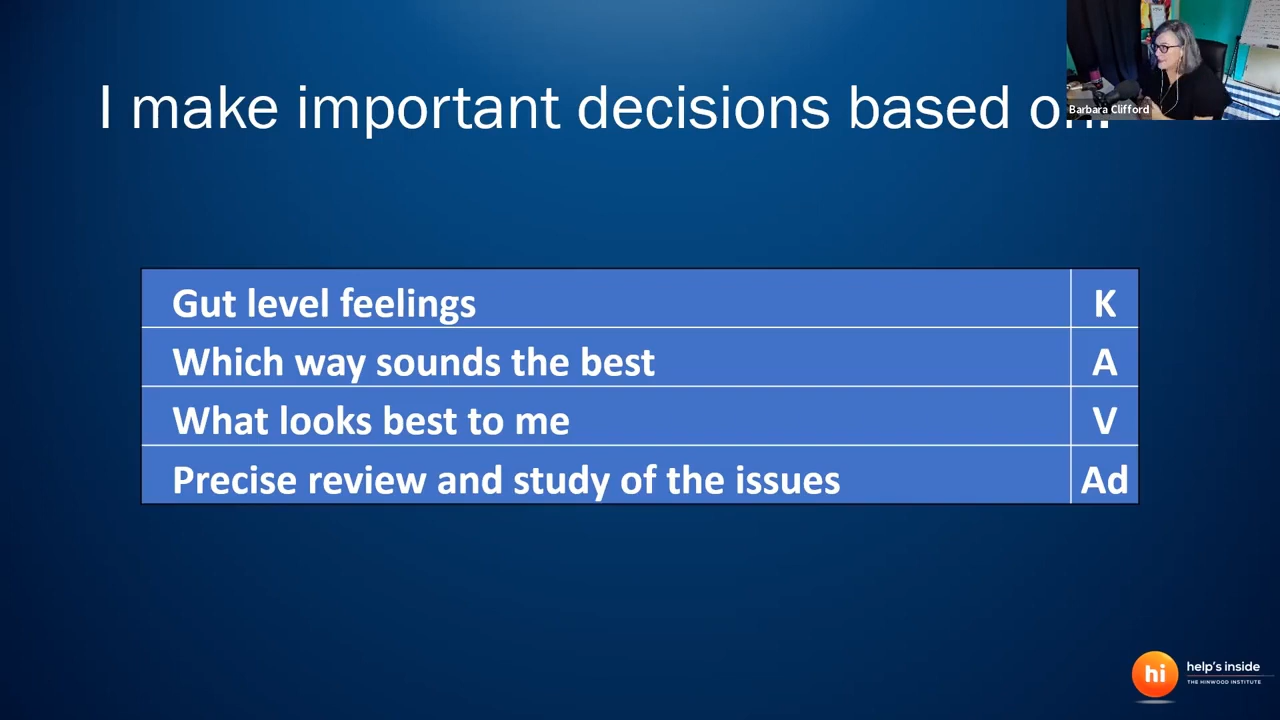 I make important decisions based on:
Barbara Clifford
Gut level feelings K
Which way sounds the best A
What looks best to me V
Precise review and study of the issues Ad
hi help's inside
THE HINWOOD INSTITUTE